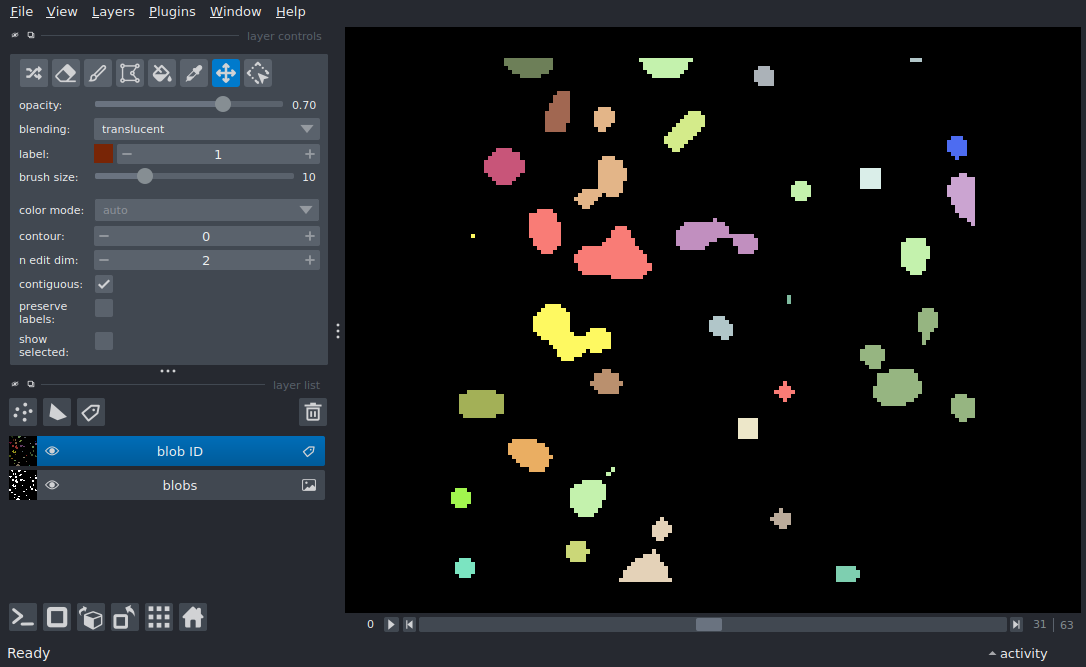 File View Layers Plugins Window Help
layer controls
opacity: 0.70
blending: translucent
label: 1
brush size: 10
color mode: auto
contour: 0
n edit dim: 2
contiguous:
preserve
labels:
show
selected:
layer list
blob ID
blobs
0 31 63
Ready activity